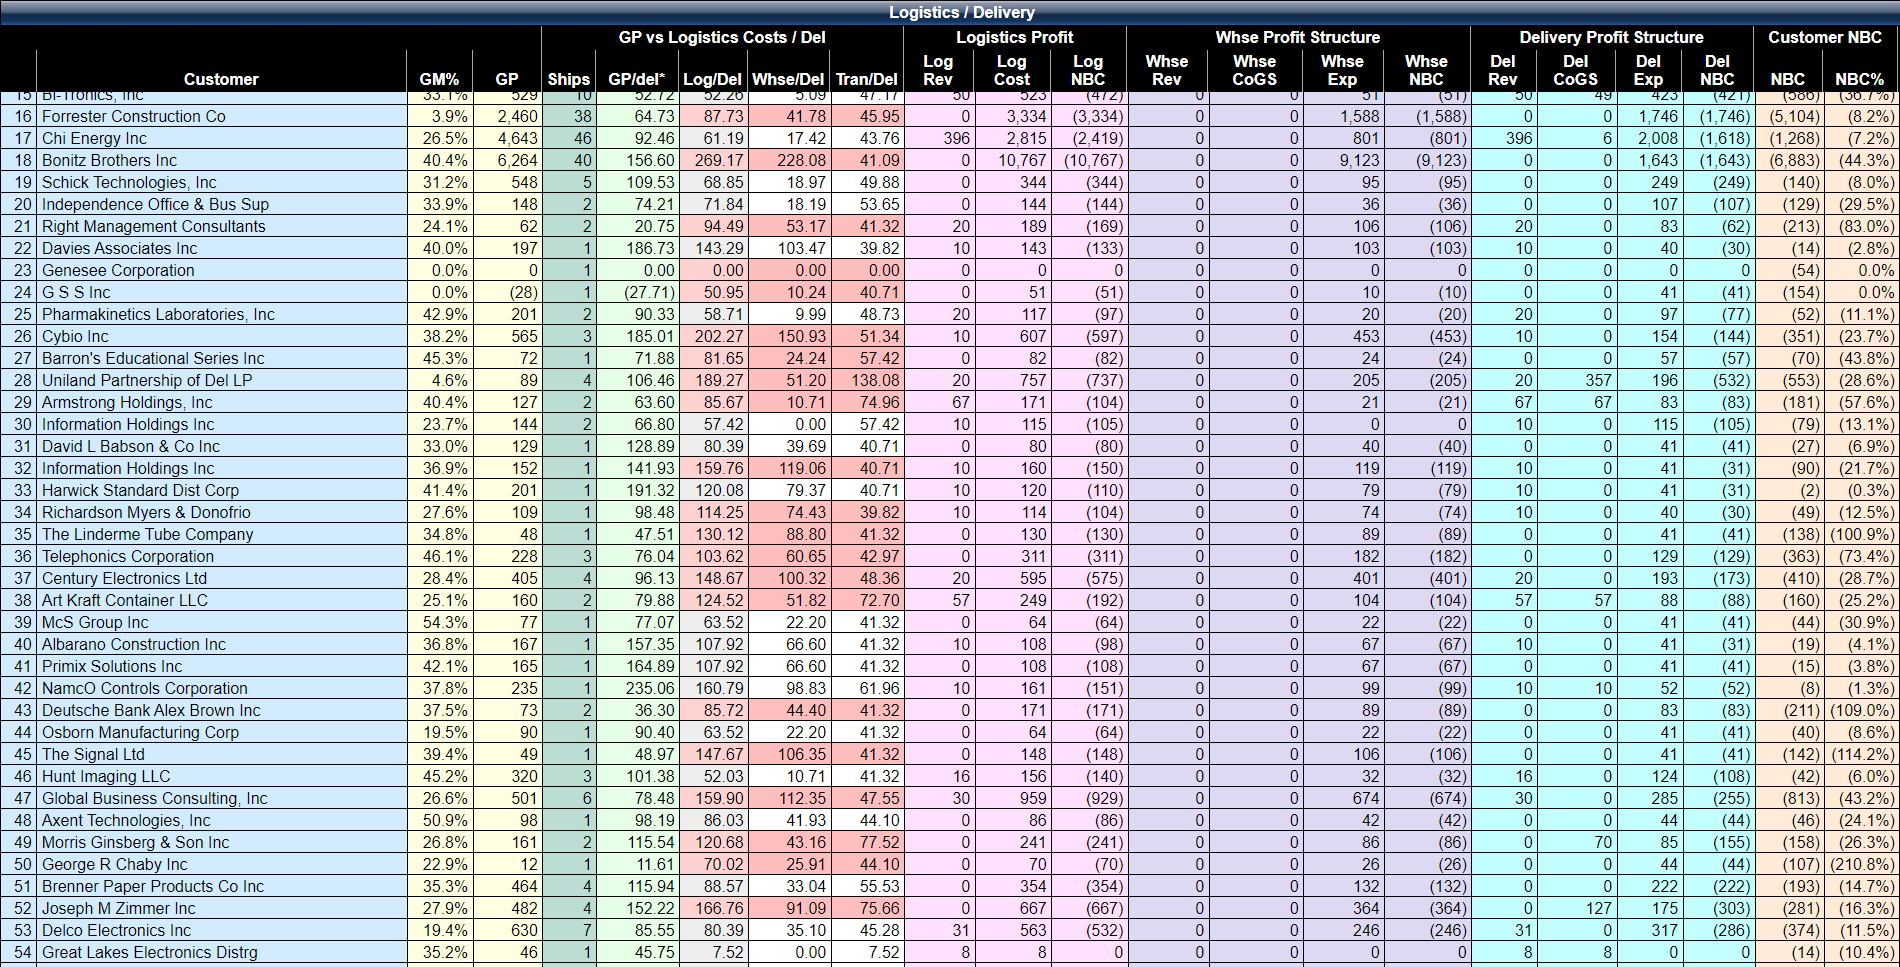 Logistics / Delivery
GP vs Logistics Costs / Del Logistics Profit Whse Profit Structure Delivery Profit Structure Customer NBC
Customer GM% GP Ships GP/del* Log/Del Whse/Del Tran/Del Log Rev Log Cost Log NBC Whse Rev Whse CoGS Whse Exp Whse NBC Del Rev Del CoGS Del Exp Del NBC NBC NBC%
15 Bi-Tronics, Inc 33.1% 529 10 52.72 52.26 5.09 47.17 50 523 (472) 0 0 51 (51) 50 49 423 (421) (586) (36.7%)
16 Forrester Construction Co 3.9% 2,460 38 64.73 87.73 41.78 45.95 0 3,334 (3,334) 0 0 1,588 (1,588) 0 0 1,746 (1,746) (5,104) (8.2%)
17 Chi Energy Inc 26.5% 4,643 46 92.46 61.19 17.42 43.76 396 2,815 (2,419) 0 0 801 (801) 396 6 2,008 (1,618) (1,268) (7.2%)
18 Bonitz Brothers Inc 40.4% 6,264 40 156.60 269.17 228.08 41.09 0 10,767 (10,767) 0 0 9,123 (9,123) 0 0 1,643 (1,643) (6,883) (44.3%)
19 Schick Technologies, Inc 31.2% 548 5 109.53 68.85 18.97 49.88 0 344 (344) 0 0 95 (95) 0 0 249 (249) (140) (8.0%)
20 Independence Office & Bus Sup 33.9% 148 2 74.21 71.84 18.19 53.65 0 144 (144) 0 0 36 (36) 0 0 107 (107) (129) (29.5%)
21 Right Management Consultants 24.1% 62 2 20.75 94.49 53.17 41.32 20 189 (169) 0 0 106 (106) 20 0 83 (62) (213) (83.0%)
22 Davies Associates Inc 40.0% 197 1 186.73 143.29 103.47 39.82 10 143 (133) 0 0 103 (103) 10 0 40 (30) (14) (2.8%)
23 Genesee Corporation 0.0% 0 1 0.00 0.00 0.00 0.00 0 0 0 0 0 0 0 0 0 0 0 (54) 0.0%
24 G S S Inc 0.0% (28) 1 (27.71) 50.95 10.24 40.71 0 51 (51) 0 0 10 (10) 0 0 41 (41) (154) 0.0%
25 Pharmakinetics Laboratories, Inc 42.9% 201 2 90.33 58.71 9.99 48.73 20 117 (97) 0 0 20 (20) 20 0 97 (77) (52) (11.1%)
26 Cybio Inc 38.2% 565 3 185.01 202.27 150.93 51.34 10 607 (597) 0 0 453 (453) 10 0 154 (144) (351) (23.7%)
27 Barron's Educational Series Inc 45.3% 72 1 71.88 81.65 24.24 57.42 0 82 (82) 0 0 24 (24) 0 0 57 (57) (70) (43.8%)
28 Uniland Partnership of Del LP 4.6% 89 4 106.46 189.27 51.20 138.08 20 757 (737) 0 0 205 (205) 20 357 196 (532) (553) (28.6%)
29 Armstrong Holdings, Inc 40.4% 127 2 63.60 85.67 10.71 74.96 67 171 (104) 0 0 21 (21) 67 67 83 (83) (181) (57.6%)
30 Information Holdings Inc 23.7% 144 2 66.80 57.42 0.00 57.42 10 115 (105) 0 0 0 0 10 0 115 (105) (79) (13.1%)
31 David L Babson & Co Inc 33.0% 129 1 128.89 80.39 39.69 40.71 0 80 (80) 0 0 40 (40) 0 0 41 (41) (27) (6.9%)
32 Information Holdings Inc 36.9% 152 1 141.93 159.76 119.06 40.71 10 160 (150) 0 0 119 (119) 10 0 41 (31) (90) (21.7%)
33 Harwick Standard Dist Corp 41.4% 201 1 191.32 120.08 79.37 40.71 10 120 (110) 0 0 79 (79) 10 0 41 (31) (2) (0.3%)
34 Richardson Myers & Donofrio 27.6% 109 1 98.48 114.25 74.43 39.82 10 114 (104) 0 0 74 (74) 10 0 40 (30) (49) (12.5%)
35 The Linderme Tube Company 34.8% 48 1 47.51 130.12 88.80 41.32 0 130 (130) 0 0 89 (89) 0 0 41 (41) (138) (100.9%)
36 Telephonics Corporation 46.1% 228 3 76.04 103.62 60.65 42.97 0 311 (311) 0 0 182 (182) 0 0 129 (129) (363) (73.4%)
37 Century Electronics Ltd 28.4% 405 4 96.13 148.67 100.32 48.36 20 595 (575) 0 0 401 (401) 20 0 193 (173) (410) (28.7%)
38 Art Kraft Container LLC 25.1% 160 2 79.88 124.52 51.82 72.70 57 249 (192) 0 0 104 (104) 57 57 88 (88) (160) (25.2%)
39 McS Group Inc 54.3% 77 1 77.07 63.52 22.20 41.32 0 64 (64) 0 0 22 (22) 0 0 41 (41) (44) (30.9%)
40 Albarano Construction Inc 36.8% 167 1 157.35 107.92 66.60 41.32 10 108 (98) 0 0 67 (67) 10 0 41 (31) (19) (4.1%)
41 Primix Solutions Inc 42.1% 165 1 164.89 107.92 66.60 41.32 0 108 (108) 0 0 67 (67) 0 0 41 (41) (15) (3.8%)
42 NamcO Controls Corporation 37.8% 235 1 235.06 160.79 98.83 61.96 10 161 (151) 0 0 99 (99) 10 10 52 (52) (8) (1.3%)
43 Deutsche Bank Alex Brown Inc 37.5% 73 2 36.30 85.72 44.40 41.32 0 171 (171) 0 0 89 (89) 0 0 83 (83) (211) (109.0%)
44 Osborn Manufacturing Corp 19.5% 90 1 90.40 63.52 22.20 41.32 0 64 (64) 0 0 22 (22) 0 0 41 (41) (40) (8.6%)
45 The Signal Ltd 39.4% 49 1 48.97 147.67 106.35 41.32 0 148 (148) 0 0 106 (106) 0 0 41 (41) (142) (114.2%)
46 Hunt Imaging LLC 45.2% 320 3 101.38 52.03 10.71 41.32 16 156 (140) 0 0 32 (32) 16 0 124 (108) (42) (6.0%)
47 Global Business Consulting, Inc 26.6% 501 6 78.48 159.90 112.35 47.55 30 959 (929) 0 0 674 (674) 30 0 285 (255) (813) (43.2%)
48 Axent Technologies, Inc 50.9% 98 1 98.19 86.03 41.93 44.10 0 86 (86) 0 0 42 (42) 0 0 44 (44) (46) (24.1%)
49 Morris Ginsberg & Son Inc 26.8% 161 2 115.54 120.68 43.16 77.52 0 241 (241) 0 0 86 (86) 0 70 85 (155) (158) (26.3%)
50 George R Chaby Inc 22.9% 12 1 11.61 70.02 25.91 44.10 0 70 (70) 0 0 26 (26) 0 0 44 (44) (107) (210.8%)
51 Brenner Paper Products Co Inc 35.3% 464 4 115.94 88.57 33.04 55.53 0 354 (354) 0 0 132 (132) 0 0 222 (222) (193) (14.7%)
52 Joseph M Zimmer Inc 27.9% 482 4 152.22 166.76 91.09 75.66 0 667 (667) 0 0 364 (364) 0 127 175 (303) (281) (16.3%)
53 Delco Electronics Inc 19.4% 630 7 85.55 80.39 35.10 45.28 31 563 (532) 0 0 246 (246) 31 0 317 (286) (374) (11.5%)
54 Great Lakes Electronics Distrg 35.2% 46 1 45.75 7.52 0.00 7.52 8 8 0 0 0 0 0 8 8 0 0 (14) (10.4%)